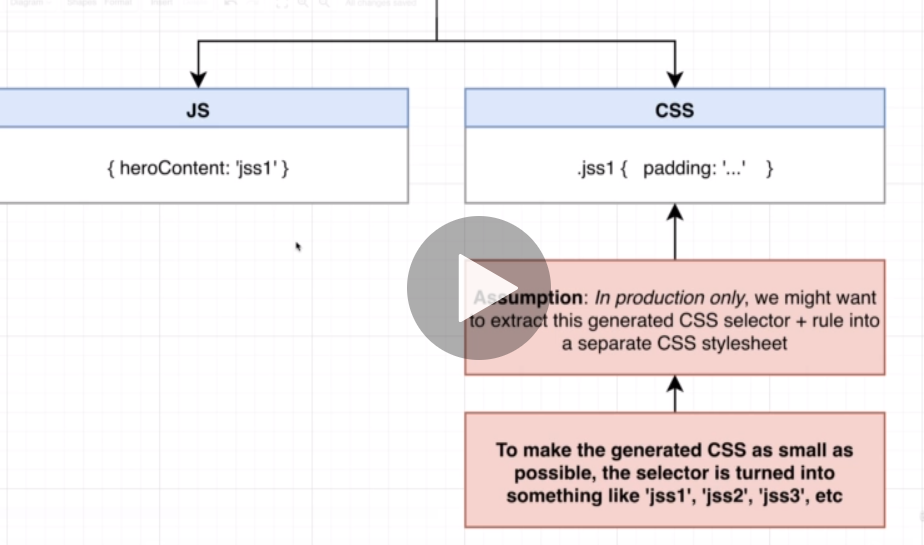 JS
{ heroContent: 'jss1' }
CSS
.jss1 { padding: '...' }
Assumption: In production only, we might want
to extract this generated CSS selector + rule into
a separate CSS stylesheet
To make the generated CSS as small as
possible, the selector is turned into
something like 'jss1', 'jss2', 'jss3', etc